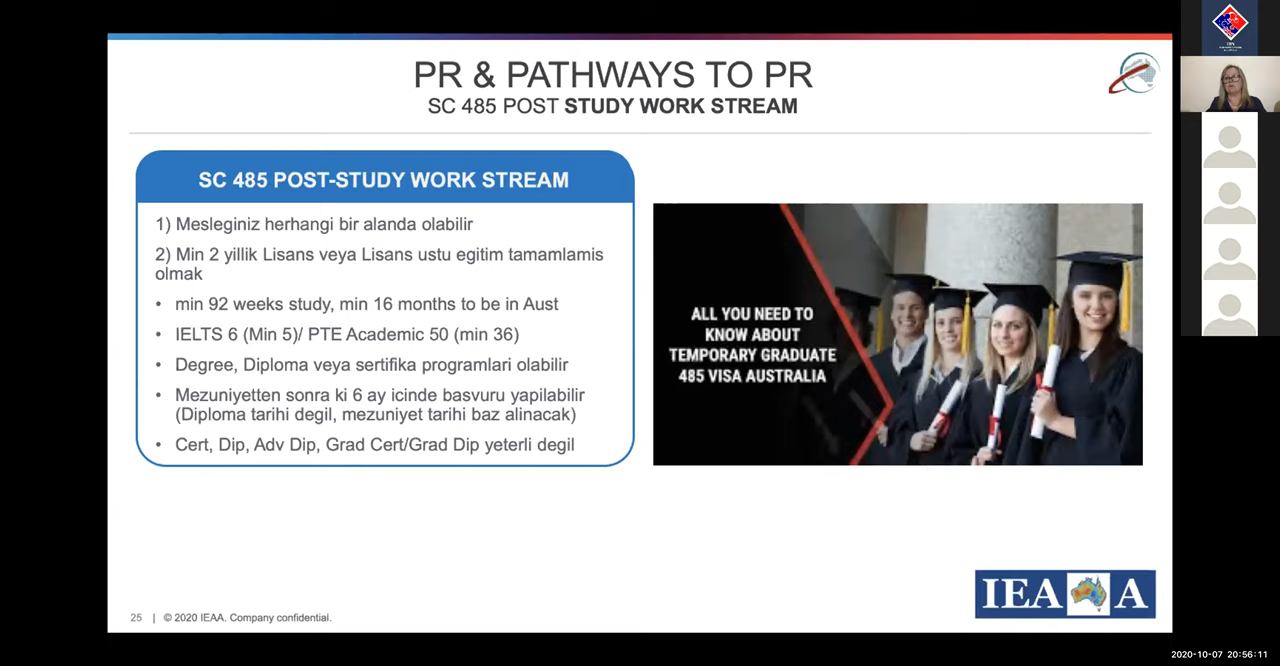 PR & PATHWAYS TO PR
SC 485 POST STUDY WORK STREAM
SC 485 POST-STUDY WORK STREAM
1) Mesleginiz herhangi bir alanda olabilir
2) Min 2 yillik Lisans veya Lisans ustu egitim tamamlamis
olmak
• min 92 weeks study, min 16 months to be in Aust
• IELTS 6 (Min 5)/ PTE Academic 50 (min 36)
• Degree, Diploma veya sertifika programlari olabilir
• Mezuniyetten sonra ki 6 ay icinde basvuru yapilabilir
(Diploma tarihi degil, mezuniyet tarihi baz alinacak)
• Cert, Dip, Adv Dip, Grad Cert/Grad Dip yeterli degil
ALL YOU NEED TO
KNOW ABOUT
TEMPORARY GRADUATE
485 VISA AUSTRALIA
IEAA
25 | © 2020 IEAA. Company confidential.
2020-10-07 20:56:11